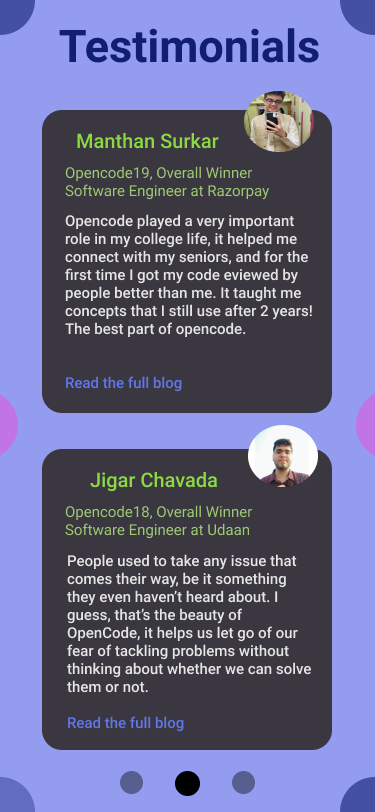 Testimonials
Manthan Surkar
Opencode19, Overall Winner
Software Engineer at Razorpay
Opencode played a very important
role in my college life, it helped me
connect with my seniors, and for the
first time I got my code eviewed by
people better than me. It taught me
concepts that I still use after 2 years!
The best part of opencode.
Read the full blog
Jigar Chavada
Opencode18, Overall Winner
Software Engineer at Udaan
People used to take any issue that
comes their way, be it something
they even haven’t heard about. I
guess, that’s the beauty of
OpenCode, it helps us let go of our
fear of tackling problems without
thinking about whether we can solve
them or not.
Read the full blog